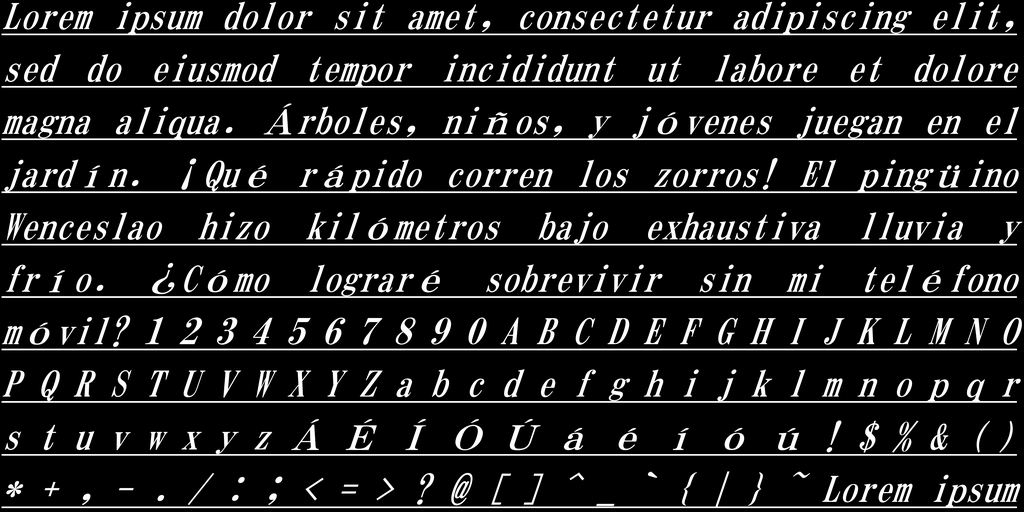 Lorem ipsum dolor sit amet, consectetur adipiscing elit,
sed do eiusmod tempor incididunt ut labore et dolore
magna aliqua. Árboles, niños, y jóvenes juegan en el
jardín. ¡Qué rápido corren los zorros! El pingüino
Wenceslao hizo kilómetros bajo exhaustiva lluvia y
frío. ¿Cómo lograré sobrevivir sin mi teléfono
móvil? 1 2 3 4 5 6 7 8 9 0 A B C D E F G H I J K L M N O
P Q R S T U V W X Y Z a b c d e f g h i j k l m n o p q r
s t u v w x y z Á É Í Ó Ú á é í ó ú ! $ % & ( )
* + , - . / : ; < = > ? @ [ ] ^ _ ` { | } ~ Lorem ipsum